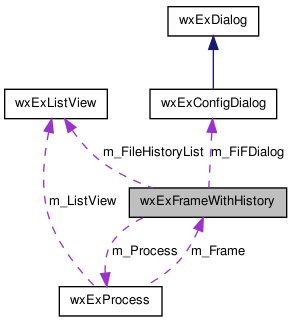 wxExDialog
wxExListView
wxExConfigDialog
m_FileHistoryList
m_FiFDialog
m_ListView
wxExFrameWithHistory
m_Process
m_Frame
wxExProcess